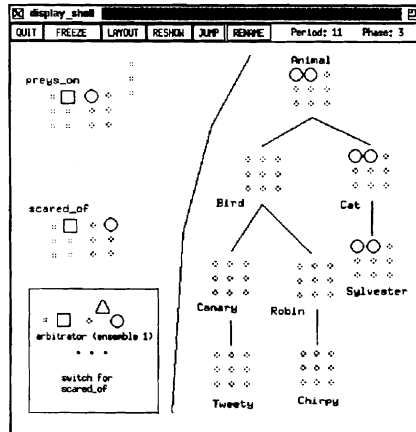 display_shell
QUIT FREEZE LAYOUT RESHOW JUMP RENAME Period: 11 Phase: 3
Animal
preys_on
Bird
Cat
scared_of
Sylvester
Canary
Robin
arbitrator (ensemble 1)
switch for
scared_of
Tweety
Chirpy